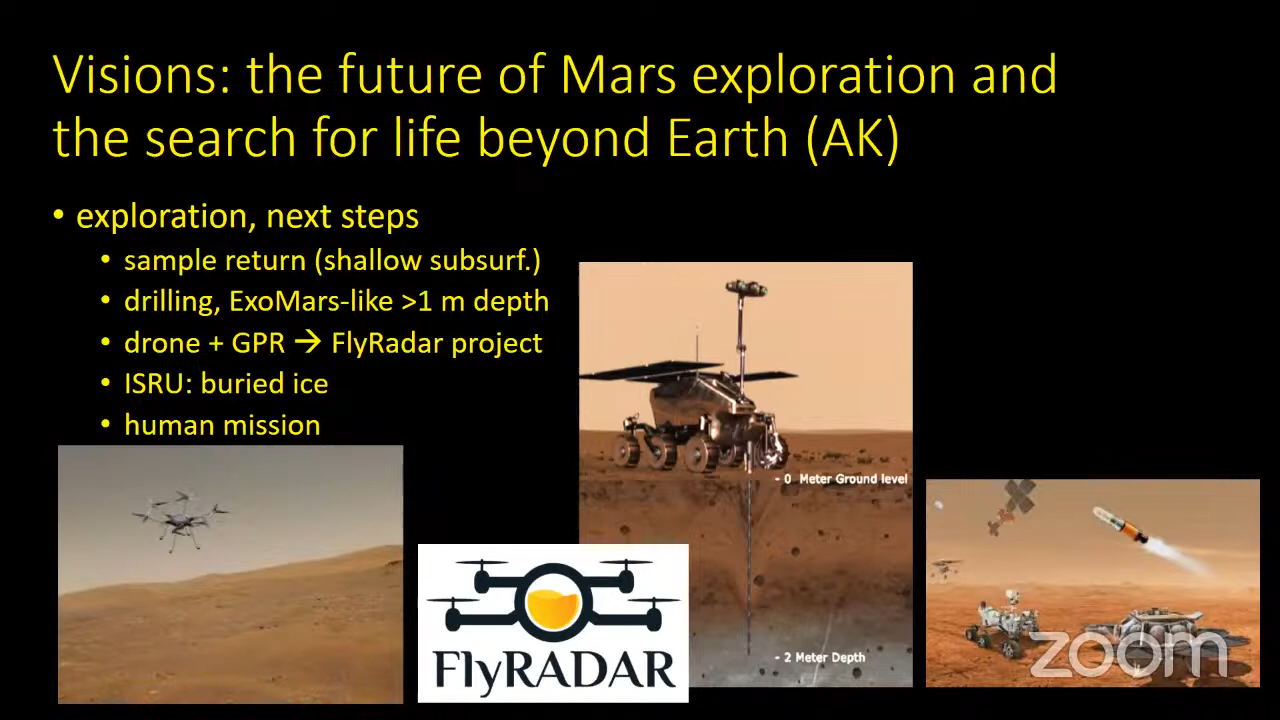 Visions: the future of Mars exploration and
the search for life beyond Earth (AK)
• exploration, next steps
• sample return (shallow subsurf.)
• drilling, ExoMars-like >1 m depth
• drone + GPR → FlyRadar project
• ISRU: buried ice
• human mission
- 0 Meter Ground level
- 2 Meter Depth
FlyRADAR
zoom